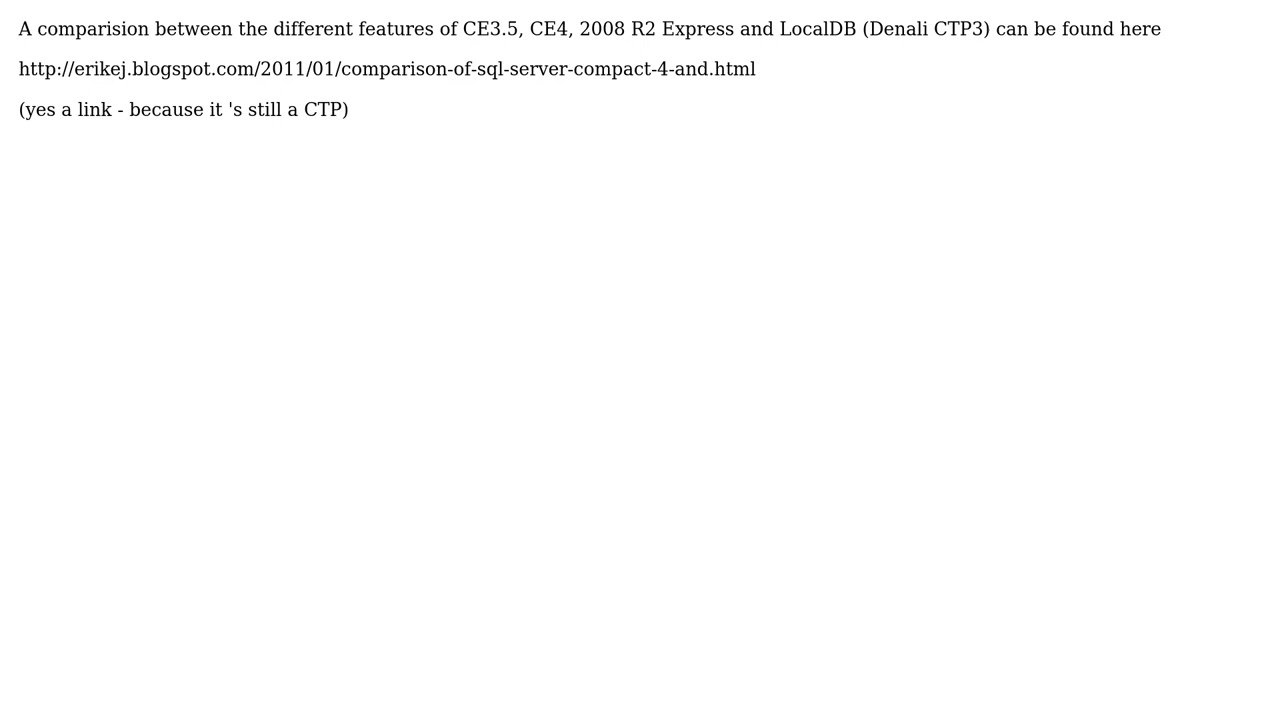 A comparision between the different features of CE3.5, CE4, 2008 R2 Express and LocalDB (Denali CTP3) can be found here
http://erikej.blogspot.com/2011/01/comparison-of-sql-server-compact-4-and.html
(yes a link - because it 's still a CTP)